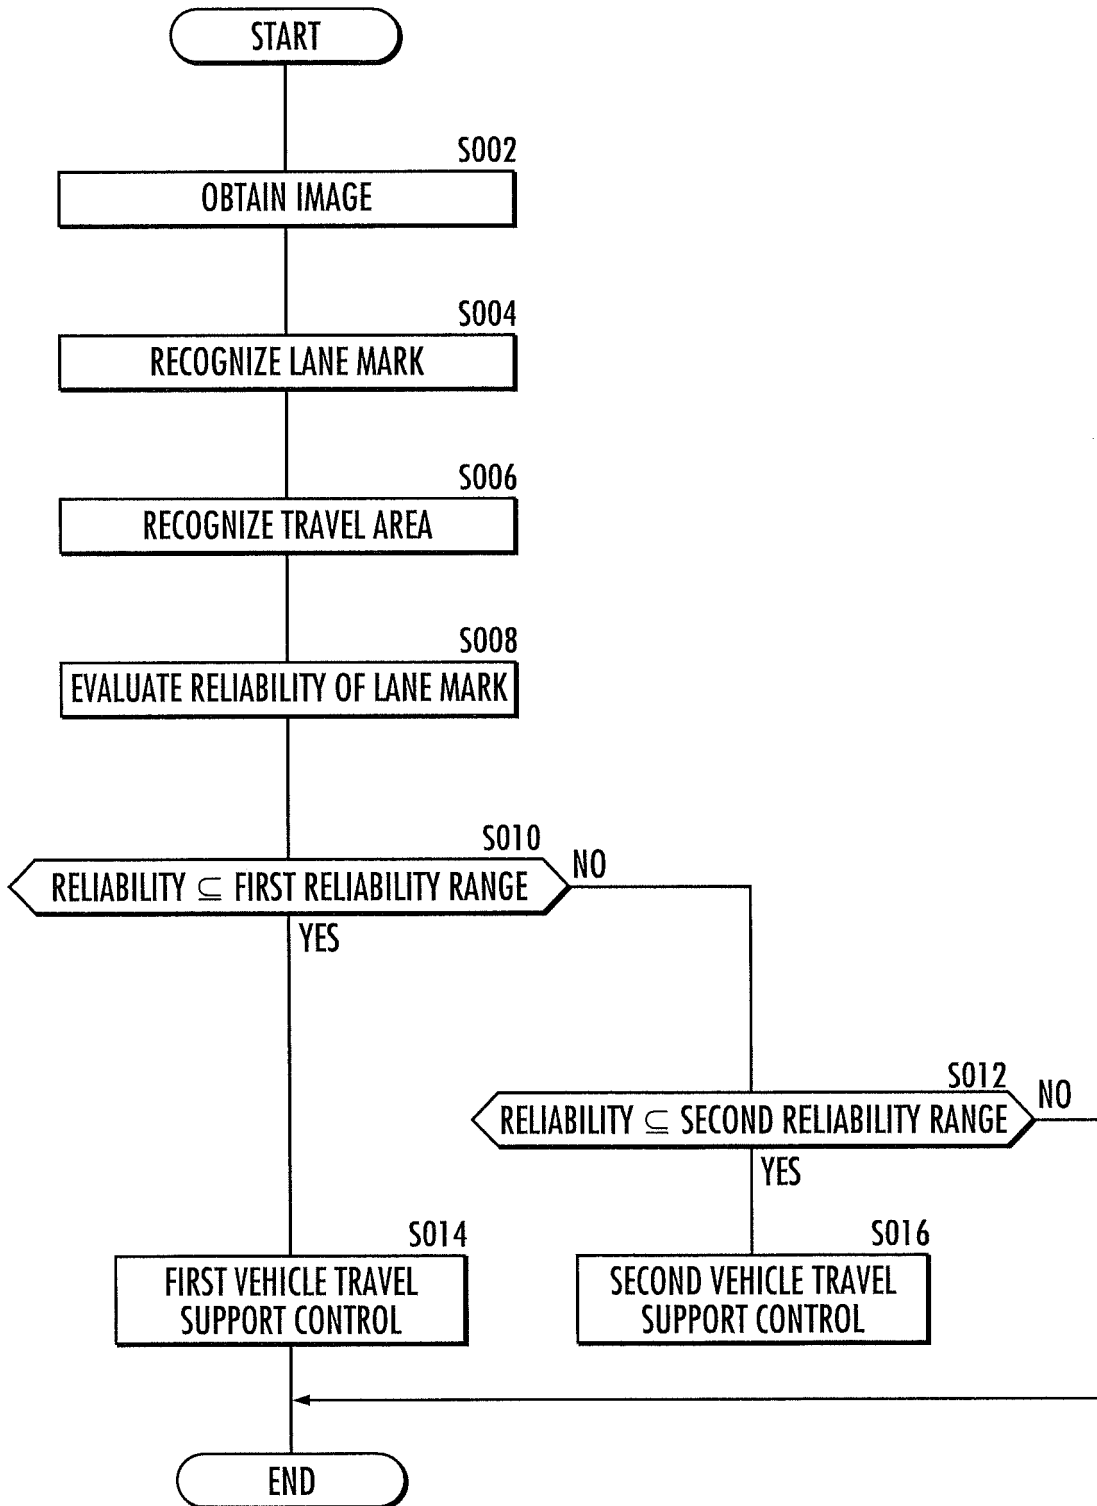 START
S002
OBTAIN IMAGE
S004
RECOGNIZE LANE MARK
S006
RECOGNIZE TRAVEL AREA
S008
EVALUATE RELIABILITY OF LANE MARK
S010
RELIABILITY ⊆ FIRST RELIABILITY RANGE
NO
YES
S012
RELIABILITY ⊆ SECOND RELIABILITY RANGE
NO
YES
S014
FIRST VEHICLE TRAVEL
SUPPORT CONTROL
S016
SECOND VEHICLE TRAVEL
SUPPORT CONTROL
END